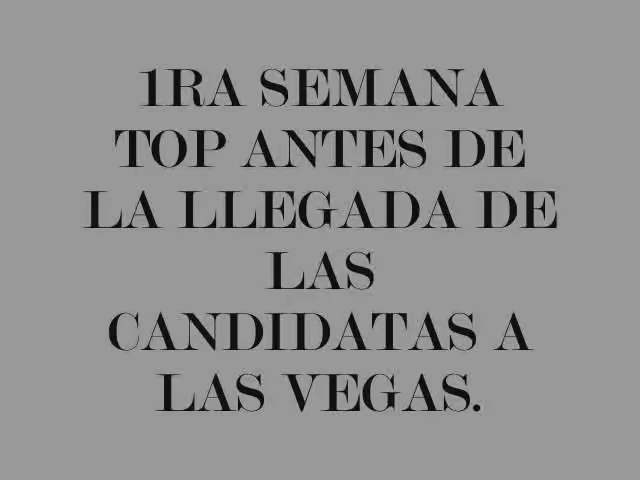 1RA SEMANA
TOP ANTES DE
LA LLEGADA DE
LAS
CANDIDATAS A
LAS VEGAS.